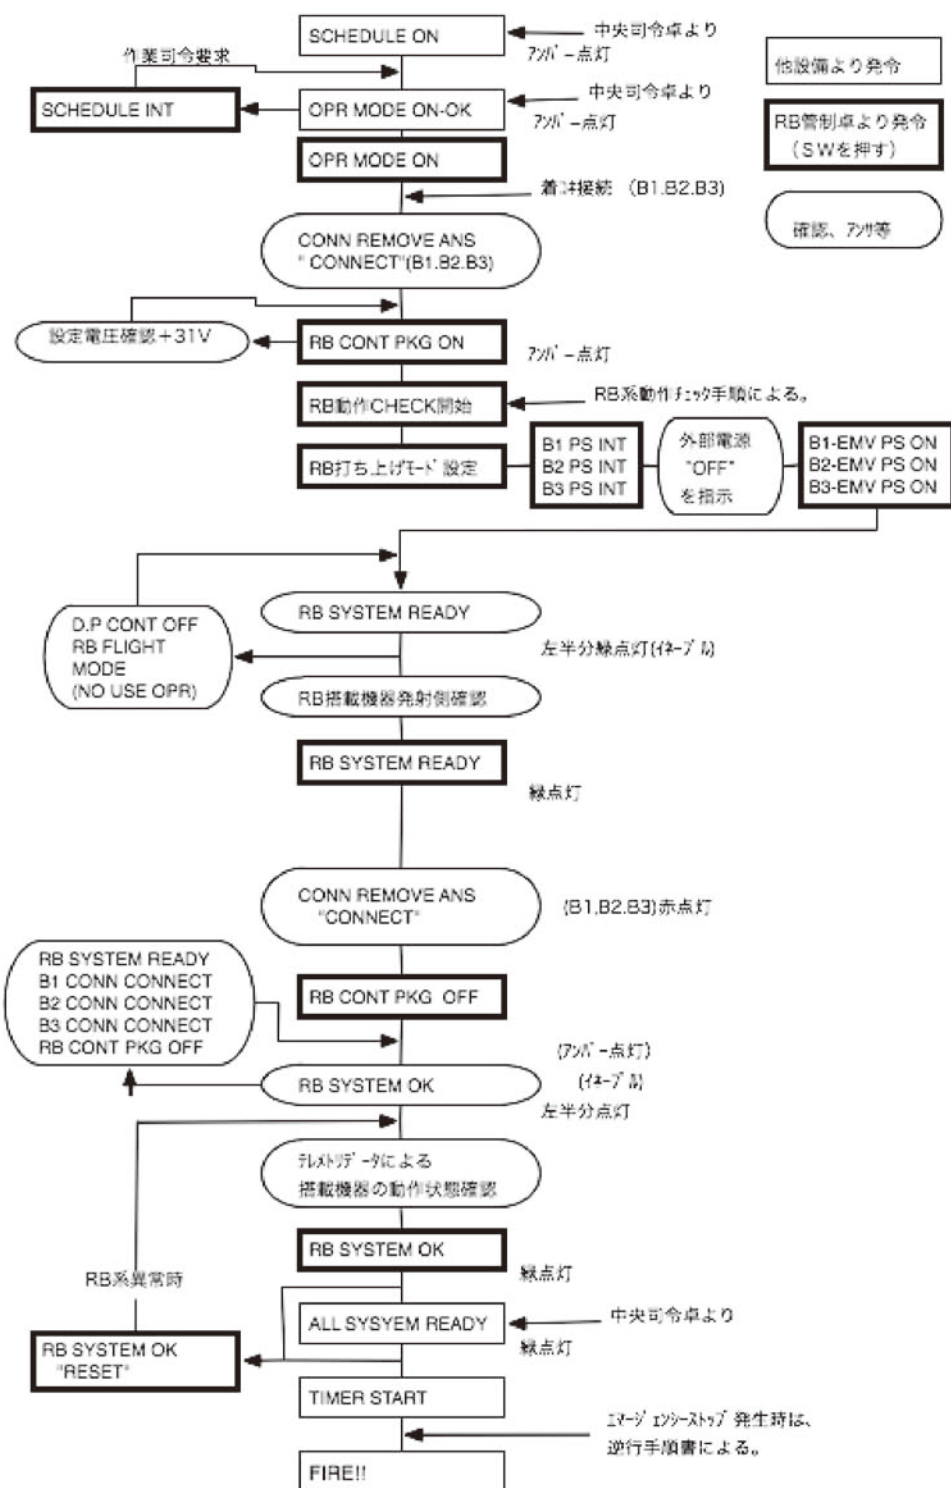 SCHEDULE ON
中央司令卓より
ｱﾝﾊﾞｰ点灯
作業司令要求
SCHEDULE INT
OPR MODE ON-OK
中央司令卓より
ｱﾝﾊﾞｰ点灯
OPR MODE ON
他設備より発令
RB管制卓より発令
(SWを押す)
確認、ｱﾝｻ等
着ｺﾈ接続 (B1.B2.B3)
CONN REMOVE ANS
" CONNECT"(B1.B2.B3)
設定電圧確認+31V
RB CONT PKG ON
ｱﾝﾊﾞｰ点灯
RB動作CHECK開始
RB系動作ﾁｪｯｸ手順による。
RB打ち上げﾓｰﾄﾞ設定
B1 PS INT
B2 PS INT
B3 PS INT
外部電源
"OFF"
を指示
B1-EMV PS ON
B2-EMV PS ON
B3-EMV PS ON
RB SYSTEM READY
左半分緑点灯(ｲﾈｰﾌﾞﾙ)
D.P CONT OFF
RB FLIGHT
MODE
(NO USE OPR)
RB搭載機器発射側確認
RB SYSTEM READY
緑点灯
CONN REMOVE ANS
"CONNECT"
(B1,B2.B3)赤点灯
RB SYSTEM READY
B1 CONN CONNECT
B2 CONN CONNECT
B3 CONN CONNECT
RB CONT PKG OFF
RB CONT PKG OFF
RB SYSTEM OK
(ｱﾝﾊﾞｰ点灯)
(ｲﾈｰﾌﾞﾙ)
左半分点灯
ﾃﾚﾒﾄﾘﾃﾞｰﾀによる
搭載機器の動作状態確認
RB SYSTEM OK
緑点灯
RB系異常時
ALL SYSYEM READY
中央司令卓より
緑点灯
RB SYSTEM OK
"RESET"
TIMER START
ｴﾏｰｼﾞｪﾝｼｰｽﾄｯﾌﾟ発生時は、
逆行手順書による。
FIRE!!